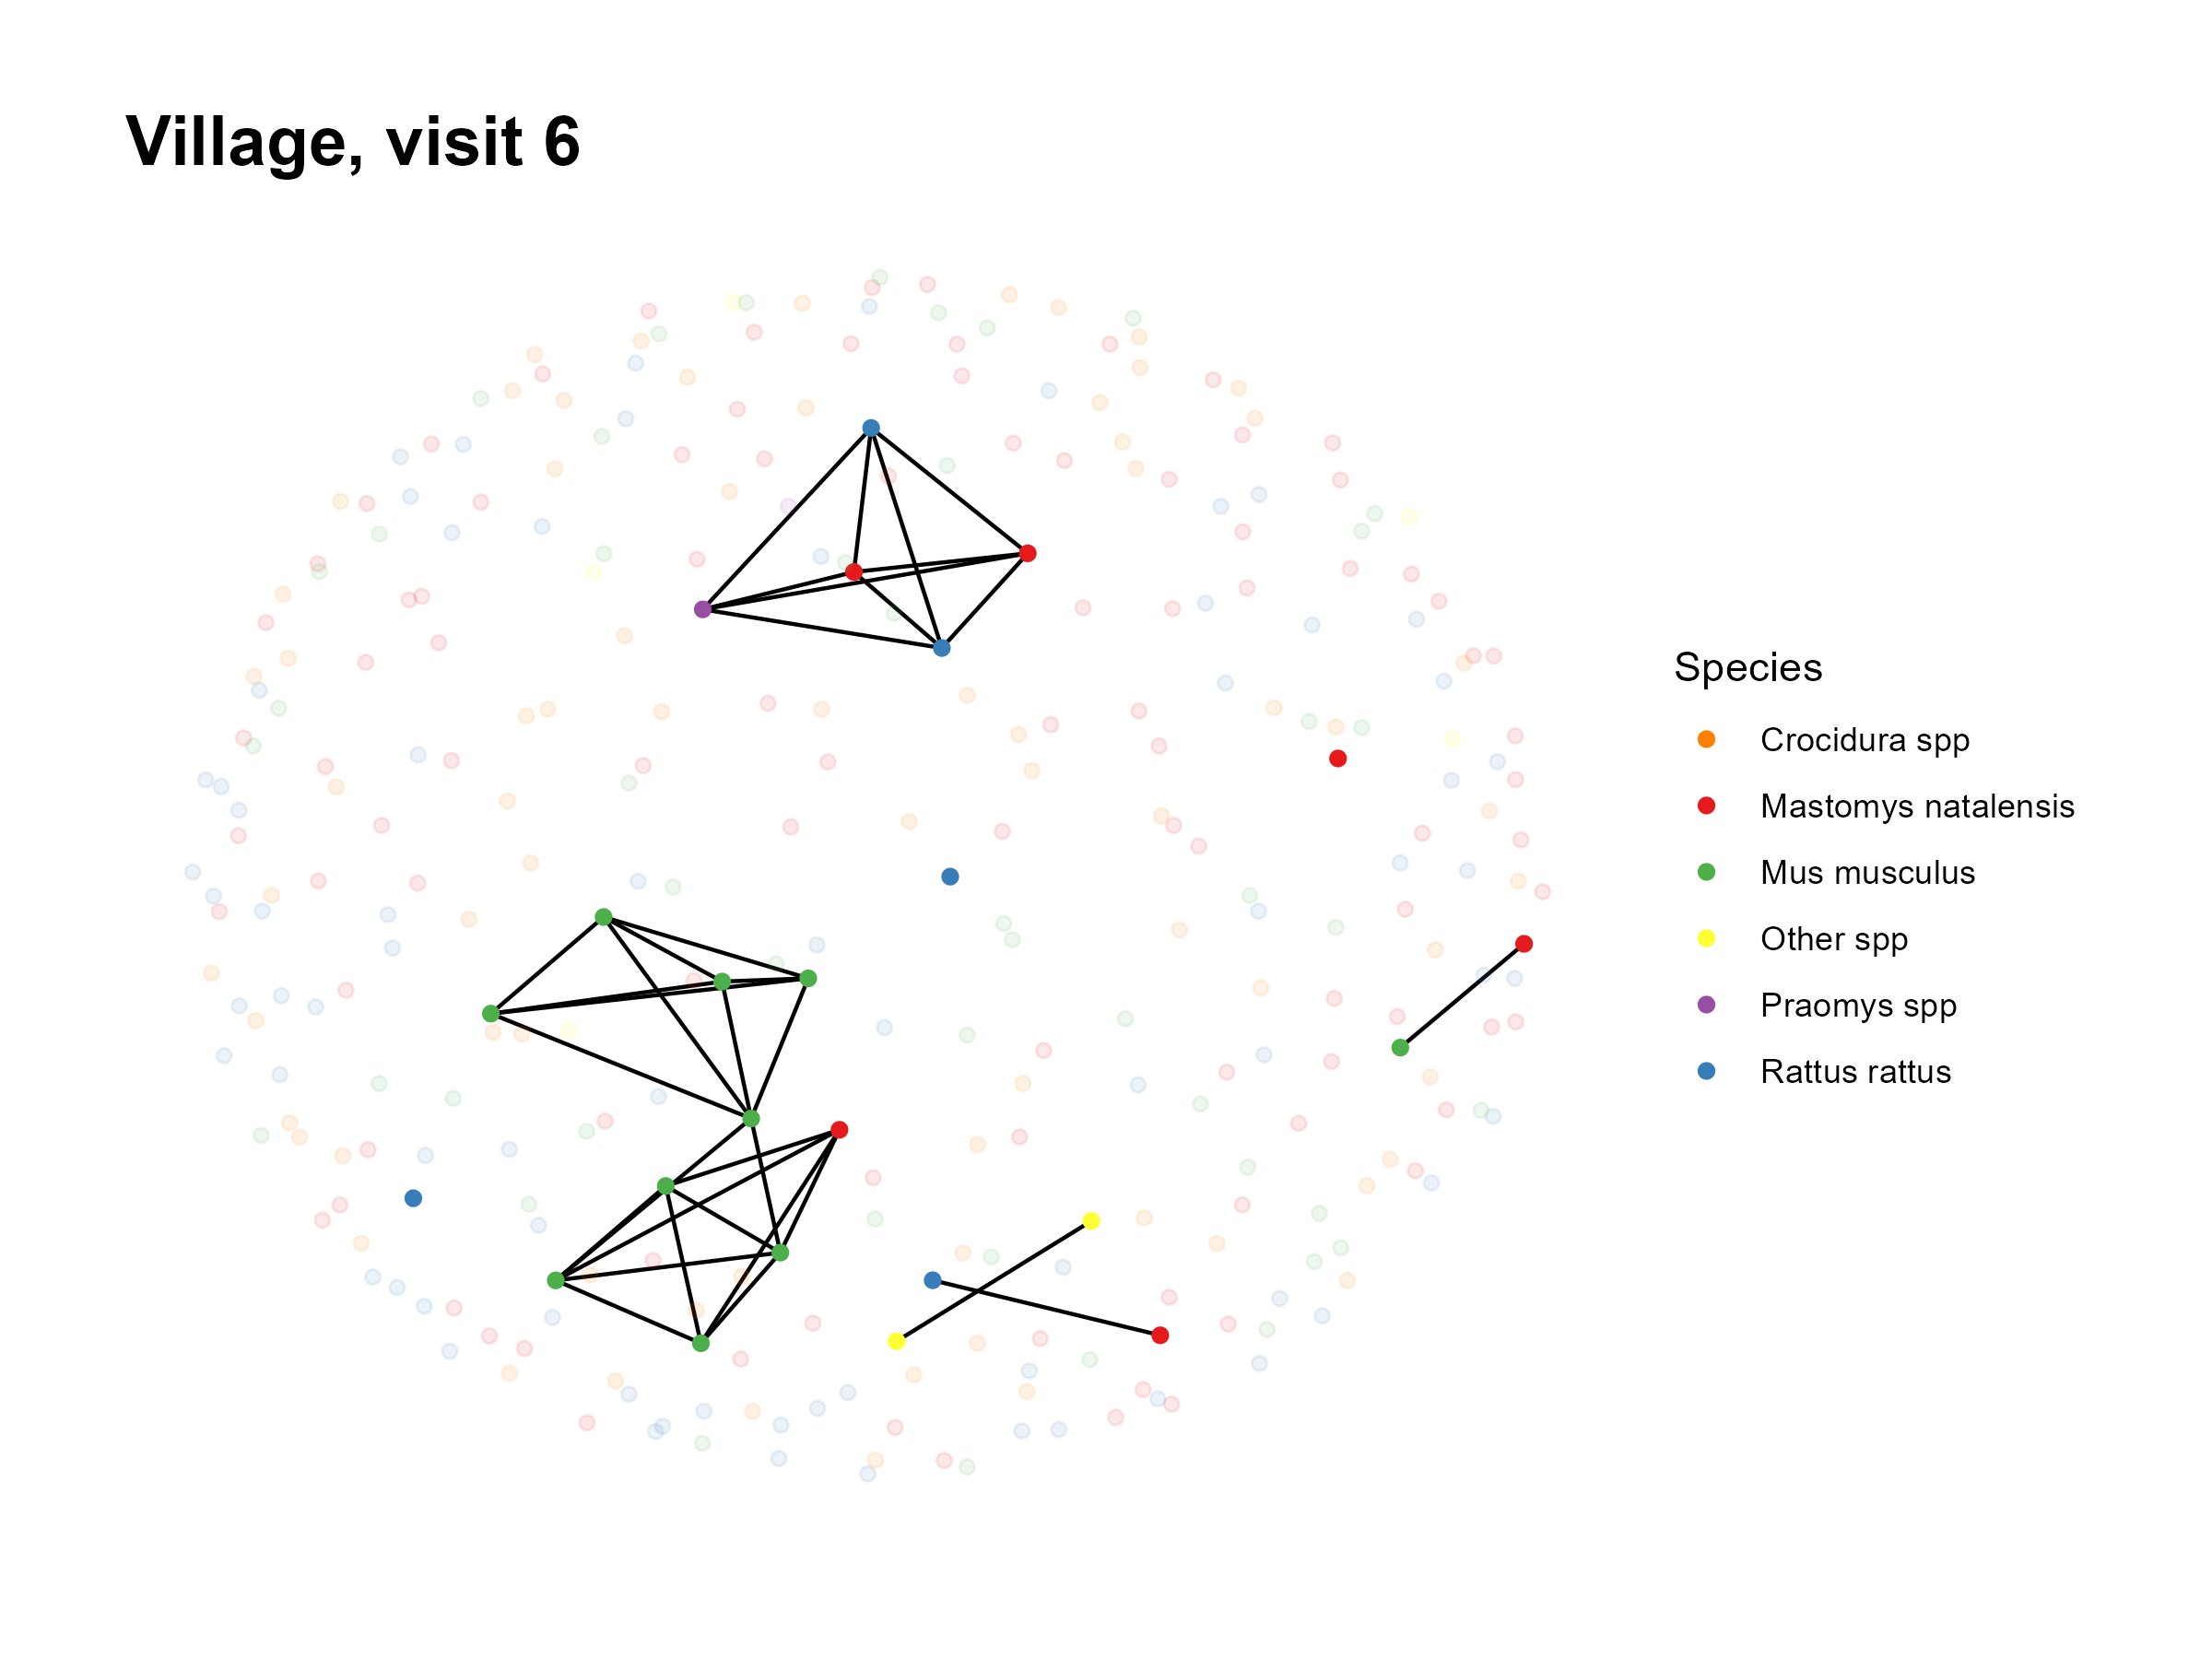 Village, visit 6
Species
Crocidura spp
Mastomys natalensis
Mus musculus
Other spp
Praomys spp
Rattus rattus